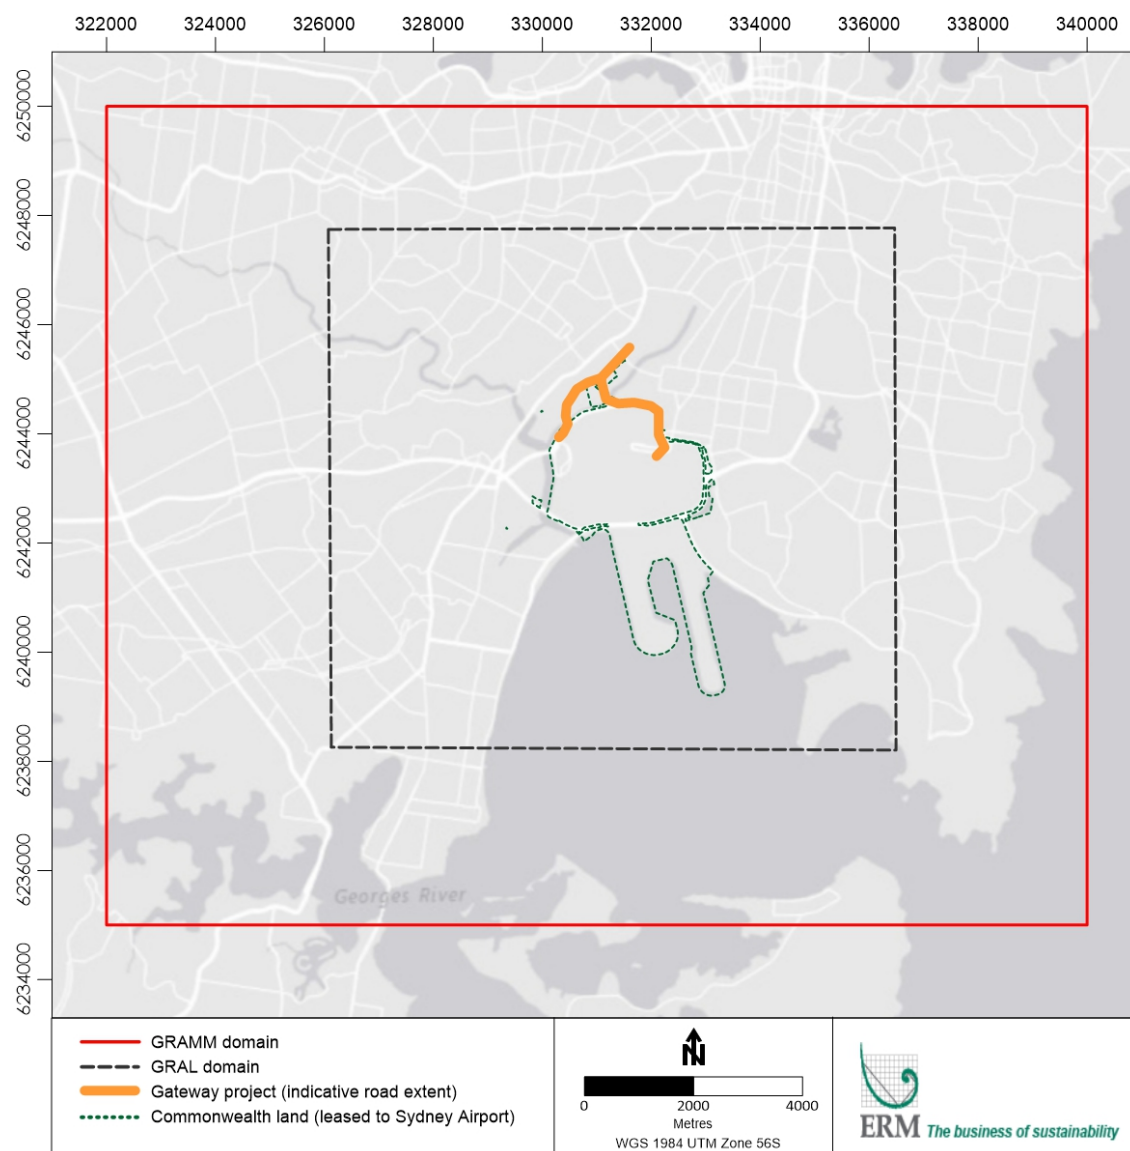 322000 324000 326000 328000 330000 332000 334000 336000 338000 340000
6250000
6248000
6246000
6244000
6242000
6240000
6238000
6236000
6234000
Georges River
GRAMM domain
GRAL domain
Gateway project (indicative road extent)
Commonwealth land (leased to Sydney Airport)
N
0 2000 4000
Metres
WGS 1984 UTM Zone 56S
ERM The business of sustainability